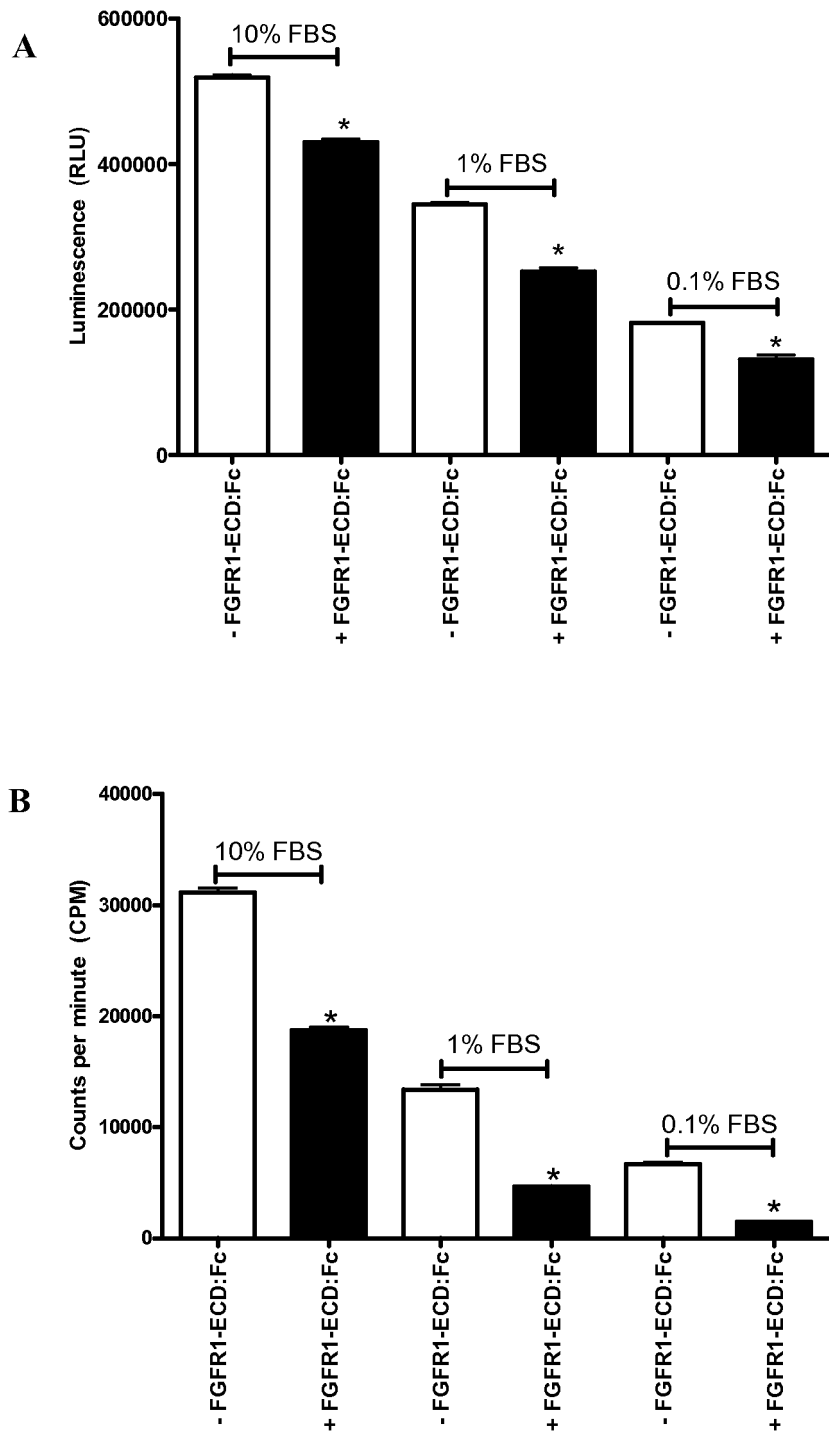 A
Luminescence (RLU)
600000
400000
200000
0
10% FBS
*
1% FBS
*
0.1% FBS
*
- FGFR1-ECD:Fc
+ FGFR1-ECD:Fc
- FGFR1-ECD:Fc
+ FGFR1-ECD:Fc
- FGFR1-ECD:Fc
+ FGFR1-ECD:Fc
B
Counts per minute (CPM)
40000
30000
20000
10000
0
10% FBS
*
1% FBS
*
0.1% FBS
*
- FGFR1-ECD:Fc
+ FGFR1-ECD:Fc
- FGFR1-ECD:Fc
+ FGFR1-ECD:Fc
- FGFR1-ECD:Fc
+ FGFR1-ECD:Fc